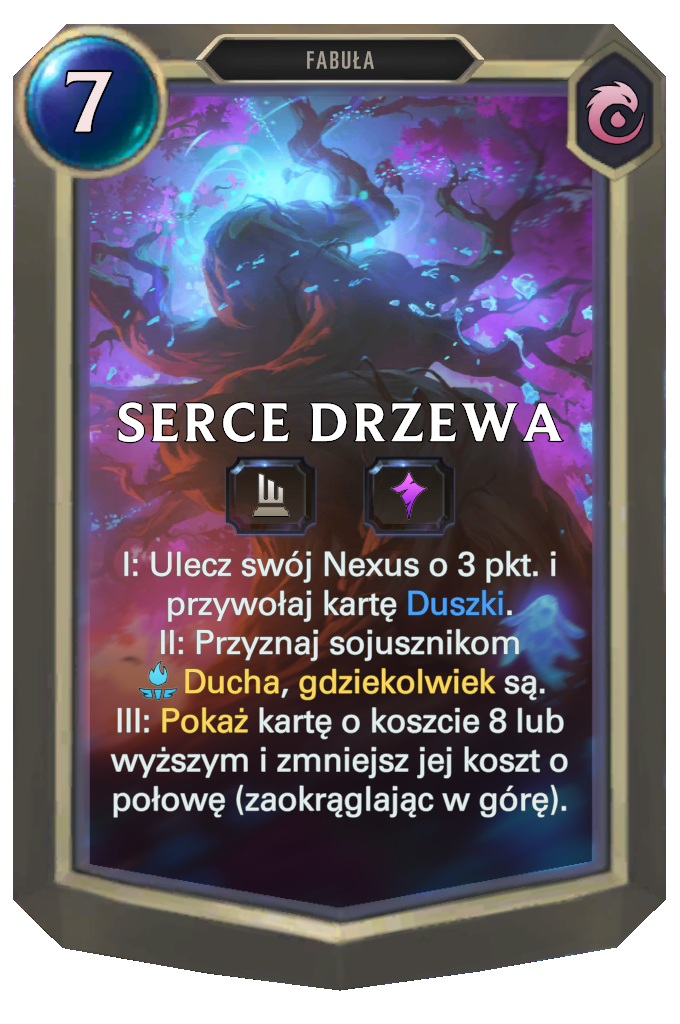 7
FABUŁA
SERCE DRZEWA
I: Ulecz swój Nexus o 3 pkt. i
przywołaj kartę Duszki.
II: Przyznaj sojusznikom
Ducha, gdziekolwiek są.
III: Pokaż kartę o koszcie 8 lub
wyższym i zmniejsz jej koszt o
połowę (zaokrąglając w górę).